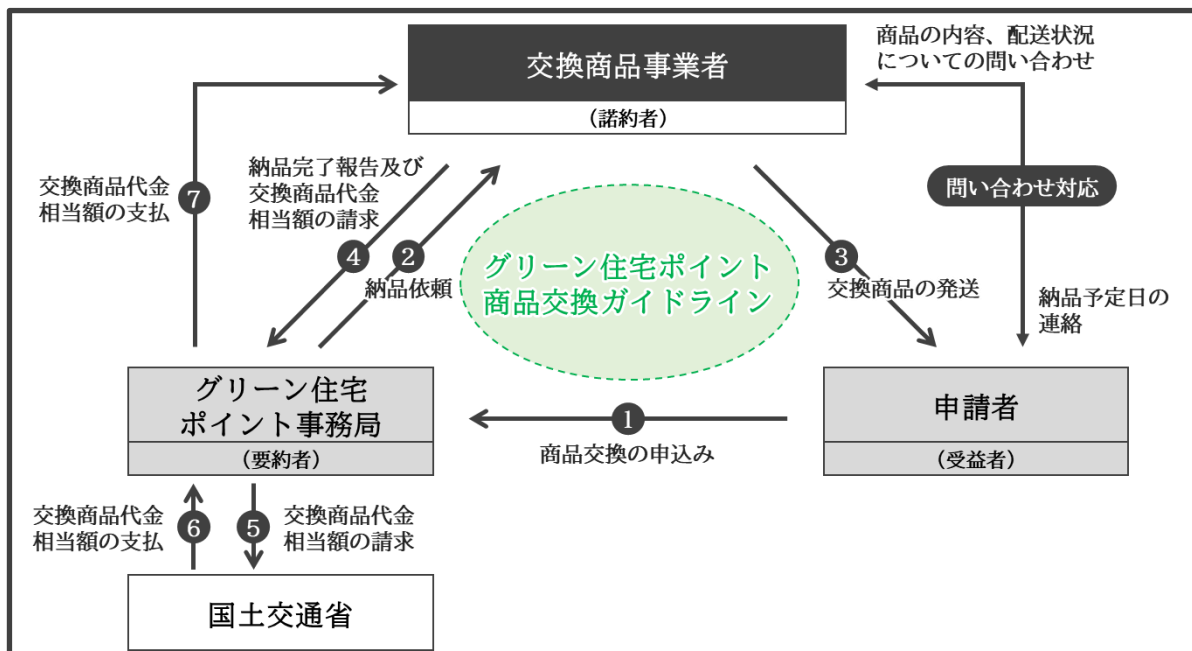 交換商品事業者
（諾約者）
商品の内容、配送状況
についての問い合わせ
問い合わせ対応
納品予定日の
連絡
交換商品代金
相当額の支払
7
納品完了報告及び
交換商品代金
相当額の請求
4
2
納品依頼
グリーン住宅ポイント
商品交換ガイドライン
3
交換商品の発送
グリーン住宅
ポイント事務局
（要約者）
1
商品交換の申込み
申請者
（受益者）
交換商品代金
相当額の支払
6
5
交換商品代金
相当額の請求
国土交通省